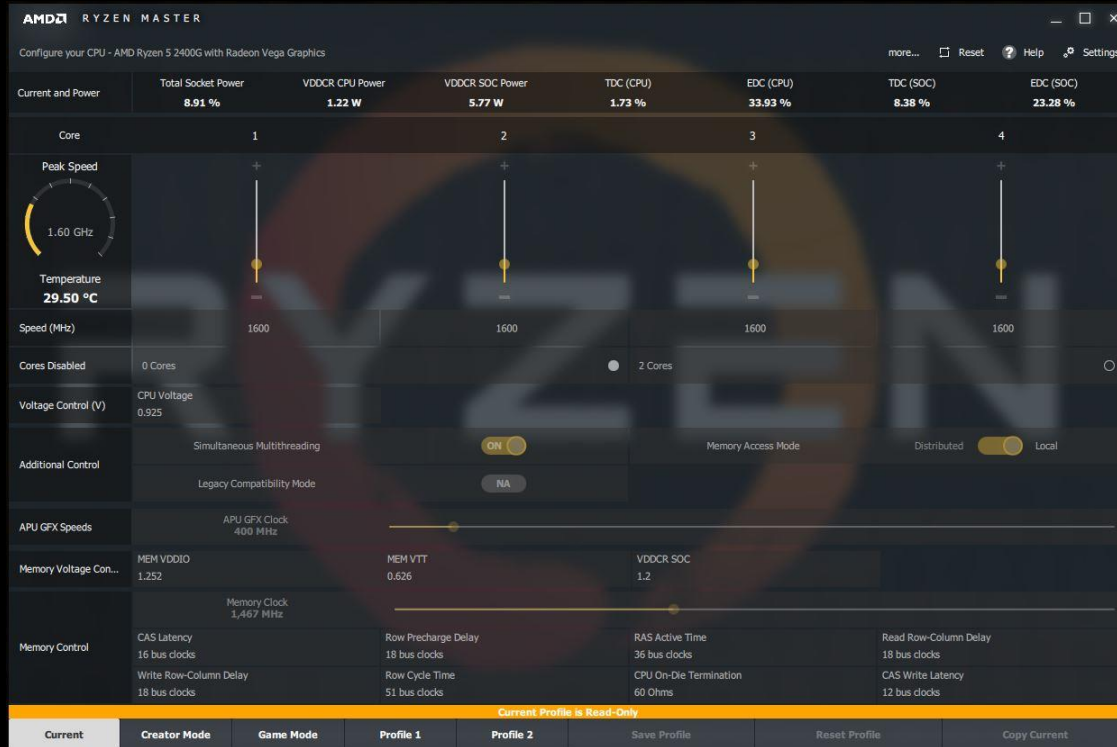 AMD RYZEN MASTER
Configure your CPU - AMD Ryzen 5 2400G with Radeon Vega Graphics
more... Reset ? Help Settings
Current and Power
Total Socket Power VDDCR CPU Power VDDCR SOC Power TDC (CPU) EDC (CPU) TDC (SOC) EDC (SOC)
8.91 % 1.22 W 5.77 W 1.73 % 33.93 % 8.38 % 23.28 %
Core 1 2 3 4
Peak Speed
+ + + +
1.60 GHz
Temperature
29.50 °C
Speed (MHz) 1600 1600 1600 1600
Cores Disabled 0 Cores 2 Cores
Voltage Control (V)
CPU Voltage
0.925
Additional Control
Simultaneous Multithreading ON Memory Access Mode Distributed Local
Legacy Compatibility Mode NA
APU GFX Speeds
APU GFX Clock
400 MHz
Memory Voltage Con...
MEM VDDIO MEM VTT VDDCR SOC
1.252 0.626 1.2
Memory Control
Memory Clock
1,467 MHz
CAS Latency Row Precharge Delay RAS Active Time Read Row-Column Delay
16 bus clocks 18 bus clocks 36 bus clocks 18 bus clocks
Write Row-Column Delay Row Cycle Time CPU On-Die Termination CAS Write Latency
18 bus clocks 51 bus clocks 60 Ohms 12 bus clocks
Current Profile is Read-Only
Current Creator Mode Game Mode Profile 1 Profile 2 Save Profile Reset Profile Copy Current
RYZEN